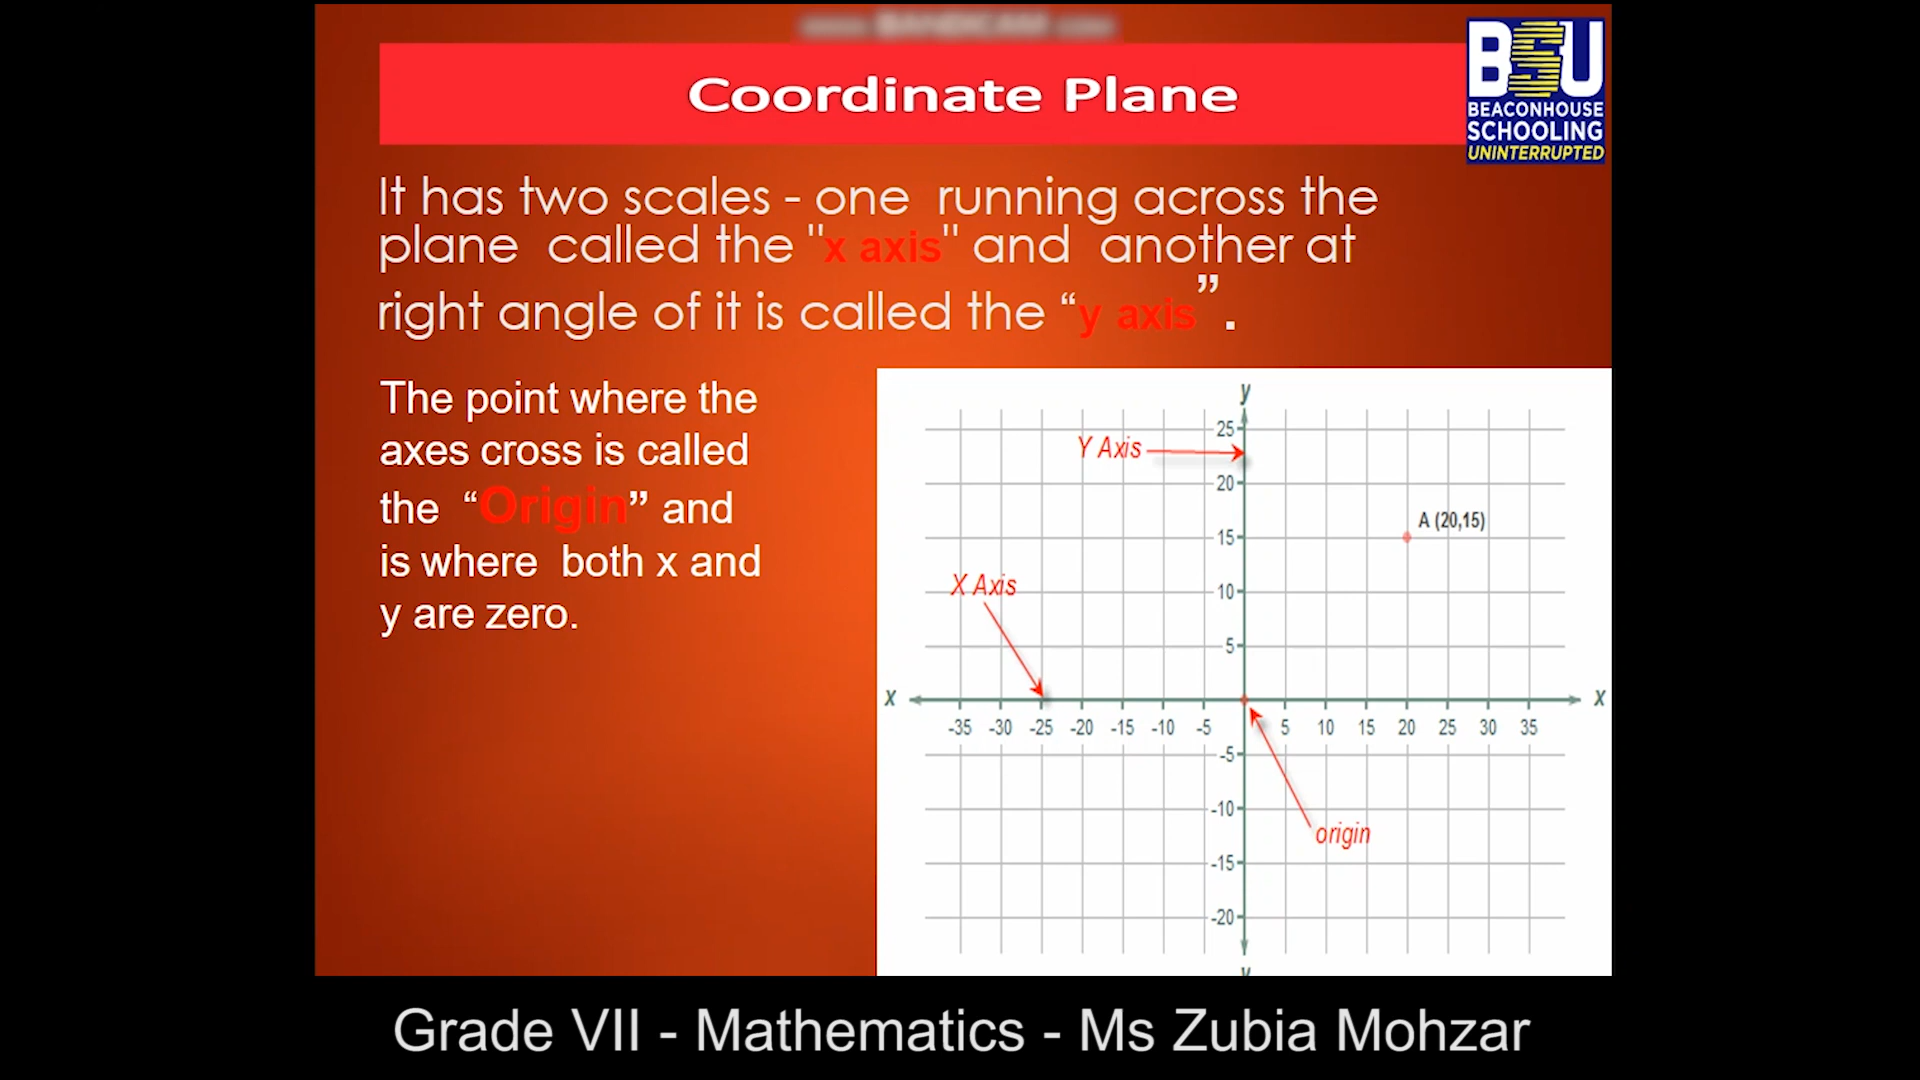 www.BANDICAM.com
Coordinate Plane
BSU
BEACONHOUSE
SCHOOLING
UNINTERRUPTED
It has two scales - one running across the
plane called the "x axis" and another at
right angle of it is called the “y axis”.
The point where the
axes cross is called
the “Origin” and
is where both x and
y are zero.
y
25
Y Axis
20
A (20,15)
15
X Axis
10
5
x
x
-35 -30 -25 -20 -15 -10 -5 5 10 15 20 25 30 35
-5
-10
origin
-15
-20
y
Grade VII - Mathematics - Ms Zubia Mohzar